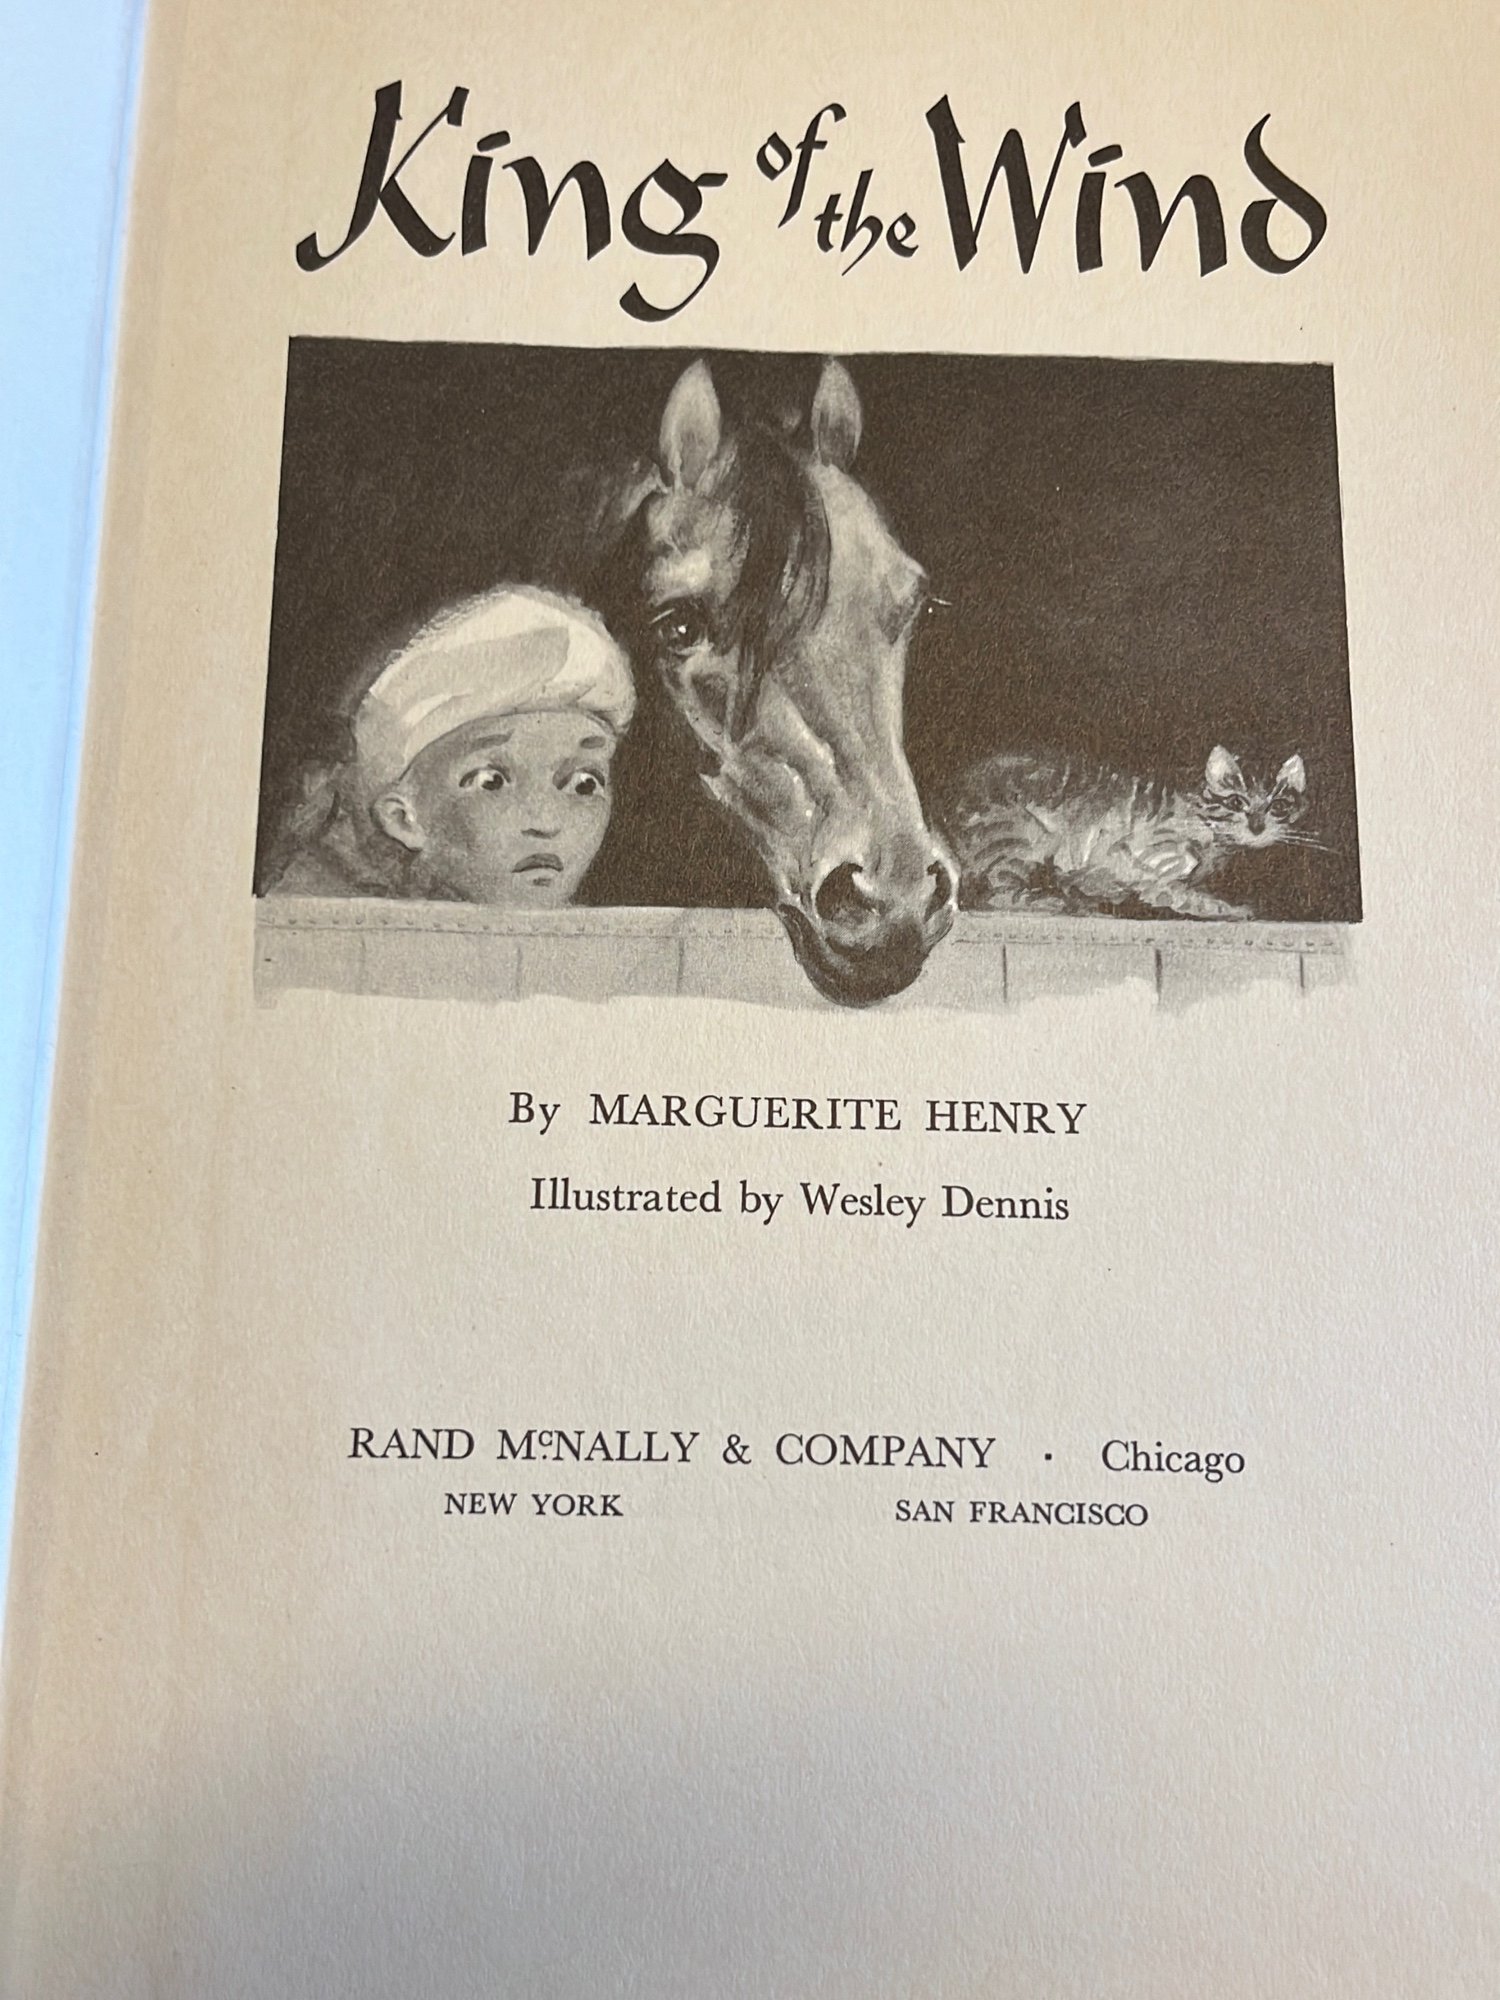 King of the Wind
By MARGUERITE HENRY
Illustrated by Wesley Dennis
RAND McNALLY & COMPANY · Chicago
NEW YORK SAN FRANCISCO